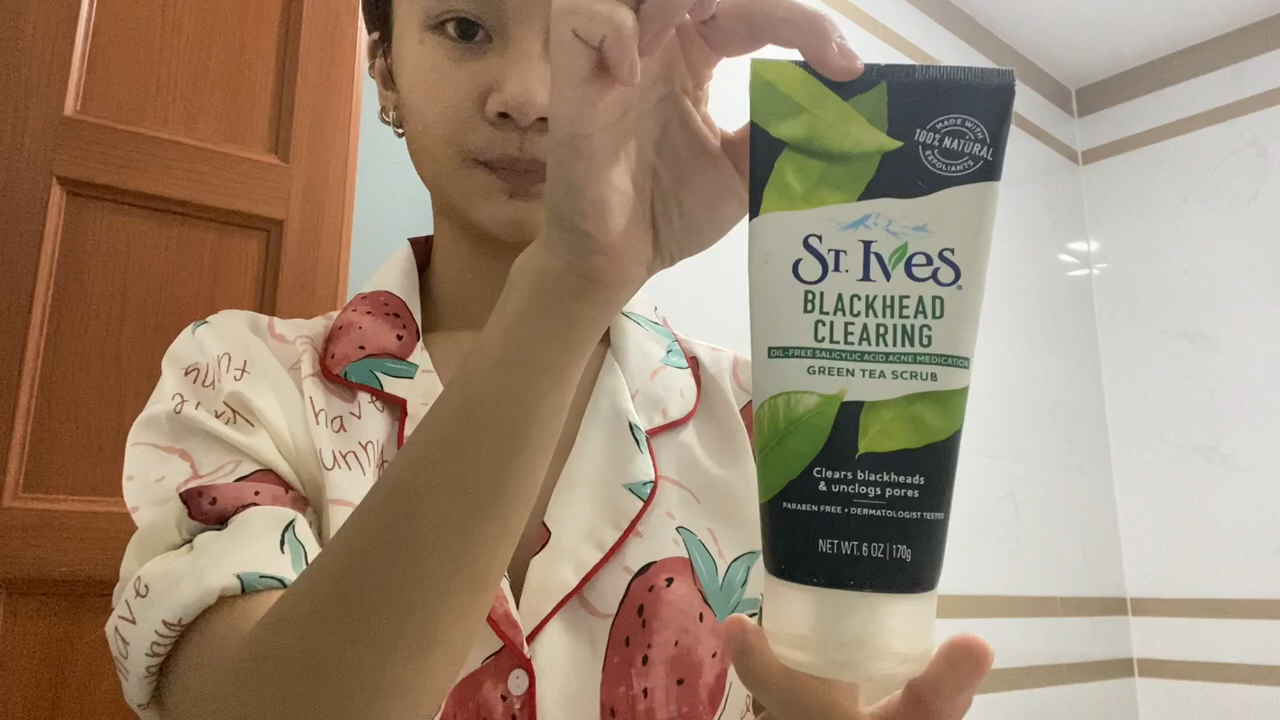 MADE WITH
100% NATURAL
EXFOLIANTS
ST. IVES
BLACKHEAD
CLEARING
OIL-FREE SALICYLIC ACID ACNE MEDICATION
GREEN TEA SCRUB
Clears blackheads
& unclogs pores
PARABEN FREE • DERMATOLOGIST TESTED
NET WT. 6 OZ | 170g
have